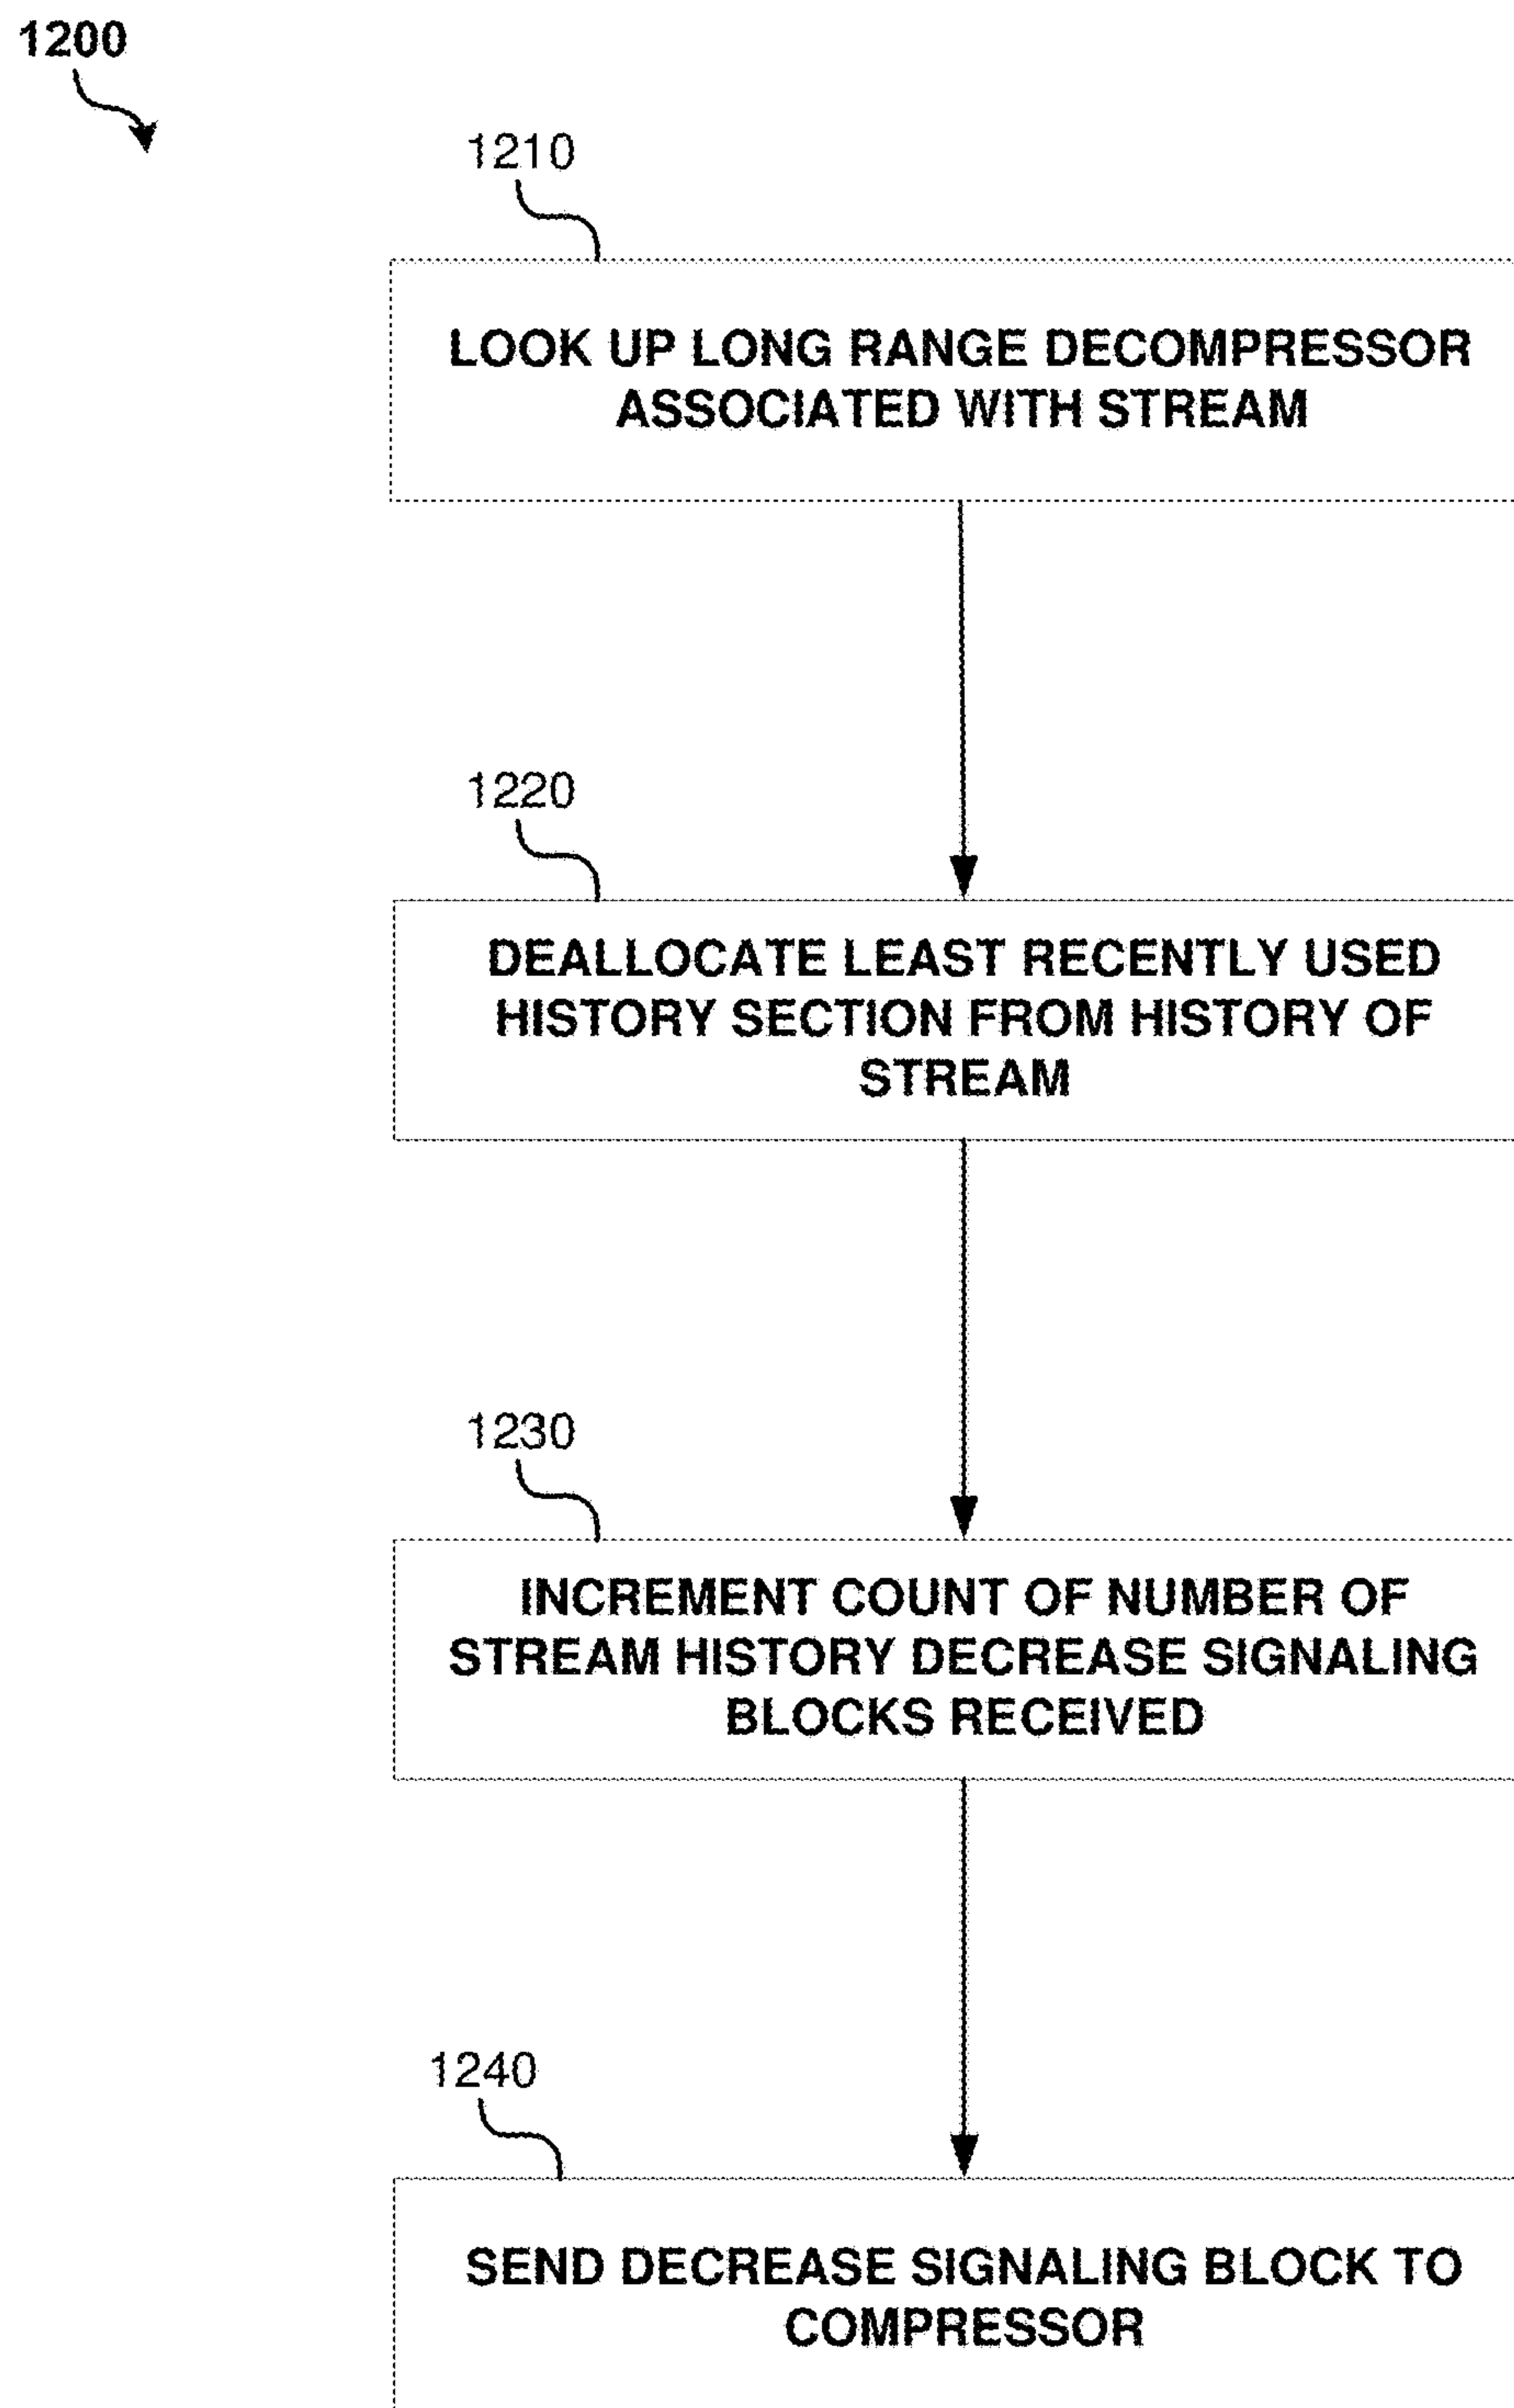 1200
1210
LOOK UP LONG RANGE DECOMPRESSOR
ASSOCIATED WITH STREAM
1220
DEALLOCATE LEAST RECENTLY USED
HISTORY SECTION FROM HISTORY OF
STREAM
1230
INCREMENT COUNT OF NUMBER OF
STREAM HISTORY DECREASE SIGNALING
BLOCKS RECEIVED
1240
SEND DECREASE SIGNALING BLOCK TO
COMPRESSOR